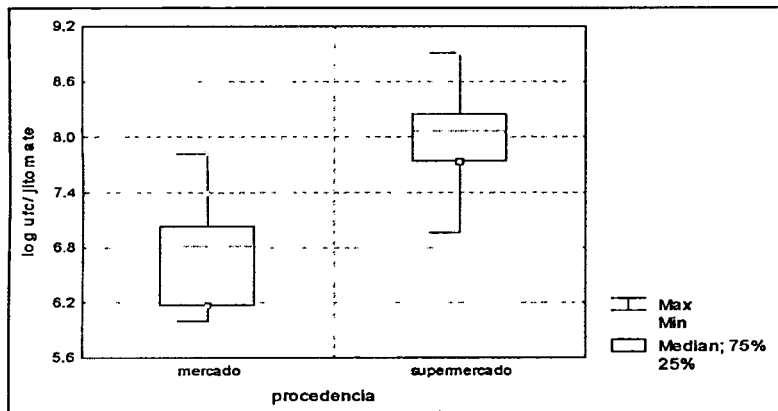 9.2
8.6
8.0
7.4
6.8
6.2
5.6
log ufc/jitomate
mercado
supermercado
procedencia
Max
Min
Median; 75%
25%